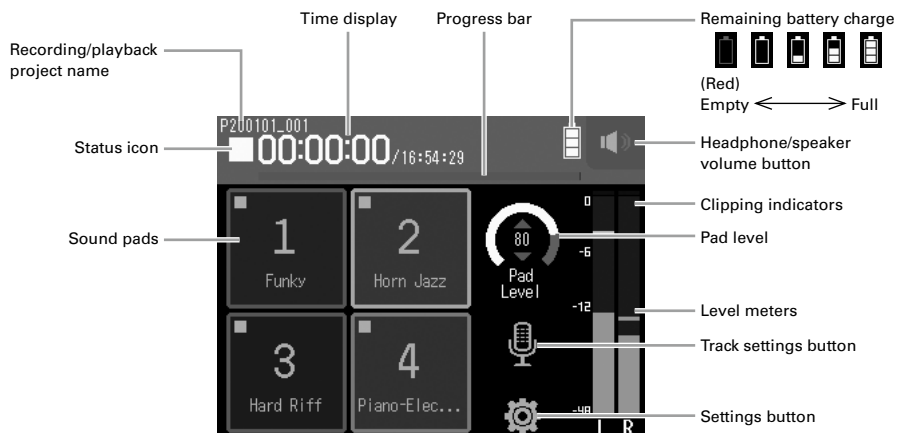 Time display
Progress bar
Remaining battery charge
Recording/playback
project name
(Red)
Empty Full
P200101_001
Status icon
00:00:00/16:54:29
Headphone/speaker
volume button
Clipping indicators
0
Sound pads
1
Funky
2
Horn Jazz
80
Pad
Level
-6
Pad level
-12
Level meters
3
Hard Riff
4
Piano-Elec...
Track settings button
-48
L R
Settings button